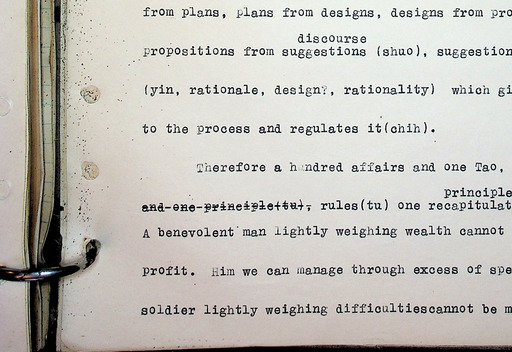 from plans, plans from designs, designs from pro
discourse
propositions from suggestions (shuo), suggestion
(yin, rationale, design?, rationality) which gi
to the process and regulates it(chih).
Therefore a hundred affairs and one Tao,
principle
and one principle(tu), rules(tu) one recapitulat
A benevolent man lightly weighing wealth cannot
profit. Him we can manage through excess of spe
soldier lightly weighing difficultiescannot be m